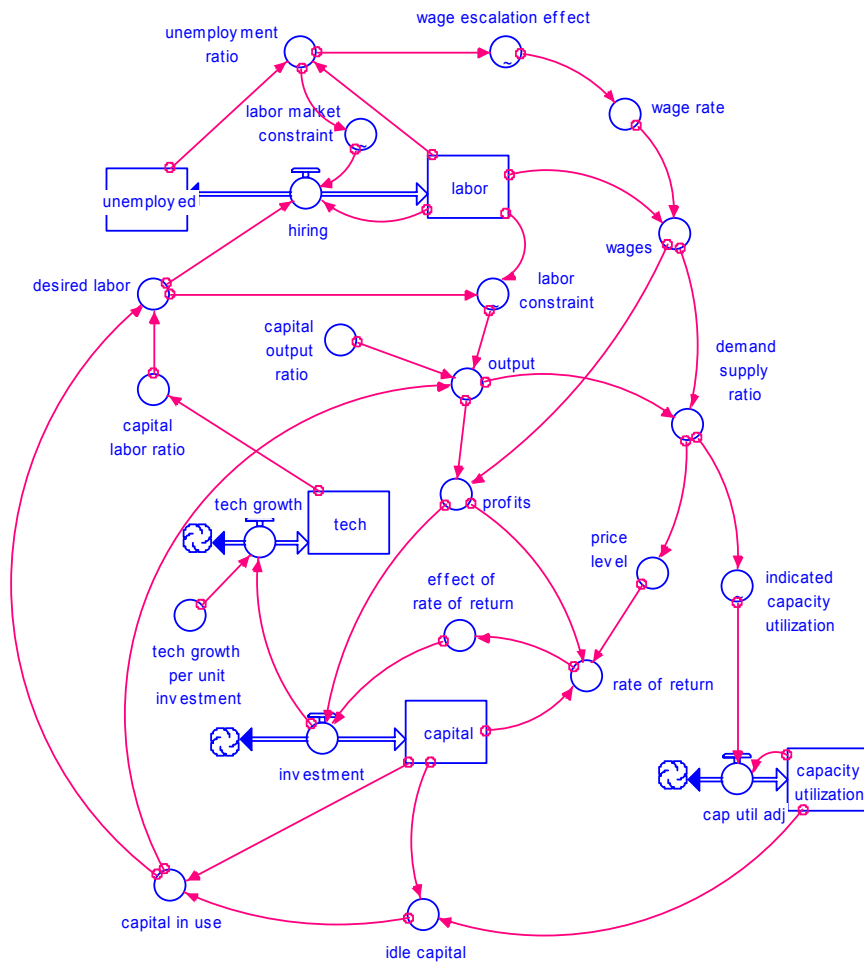 wage escalation effect
unemployment
ratio
wage rate
labor market
constraint
unemployed
labor
hiring
wages
desired labor
labor
constraint
capital
output
ratio
output
demand
supply
ratio
capital
labor ratio
tech growth
tech
profits
price
level
effect of
rate of return
indicated
capacity
utilization
tech growth
per unit
investment
rate of return
capital
investment
capacity
utilization
cap util adj
capital in use
idle capital